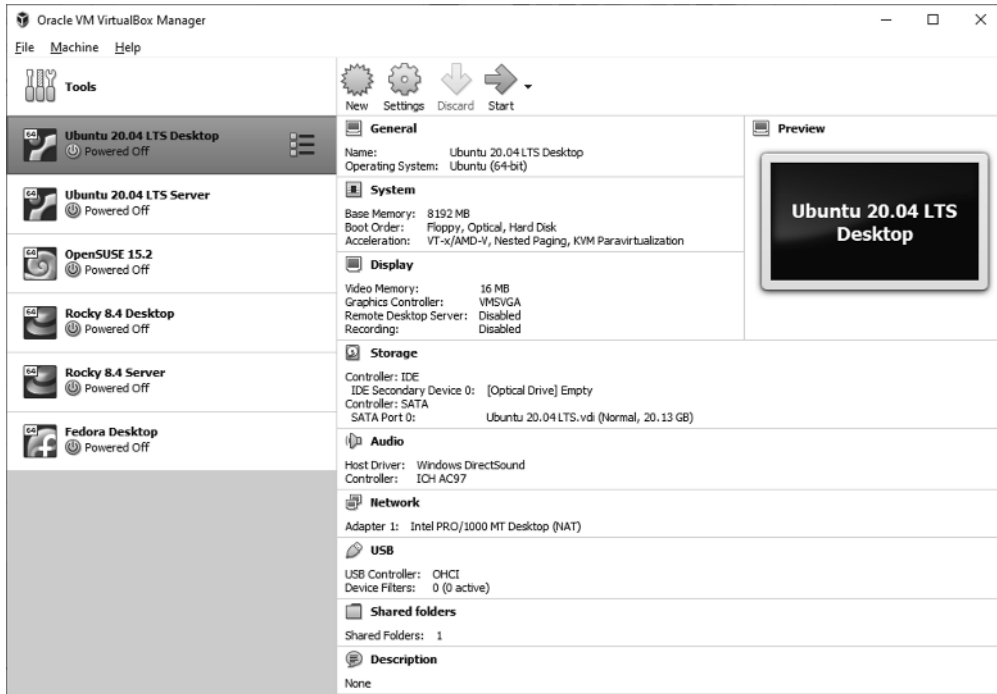 Oracle VM VirtualBox Manager
File Machine Help
Tools
New Settings Discard Start
64
Ubuntu 20.04 LTS Desktop
Powered Off
64
Ubuntu 20.04 LTS Server
Powered Off
64
OpenSUSE 15.2
Powered Off
64
Rocky 8.4 Desktop
Powered Off
64
Rocky 8.4 Server
Powered Off
64
Fedora Desktop
Powered Off
General
Name: Ubuntu 20.04 LTS Desktop
Operating System: Ubuntu (64-bit)
System
Base Memory: 8192 MB
Boot Order: Floppy, Optical, Hard Disk
Acceleration: VT-x/AMD-V, Nested Paging, KVM Paravirtualization
Display
Video Memory: 16 MB
Graphics Controller: VMSVGA
Remote Desktop Server: Disabled
Recording: Disabled
Storage
Controller: IDE
IDE Secondary Device 0: [Optical Drive] Empty
Controller: SATA
SATA Port 0: Ubuntu 20.04 LTS.vdi (Normal, 20.13 GB)
Audio
Host Driver: Windows DirectSound
Controller: ICH AC97
Network
Adapter 1: Intel PRO/1000 MT Desktop (NAT)
USB
USB Controller: OHCI
Device Filters: 0 (0 active)
Shared folders
Shared Folders: 1
Description
None
Preview
Ubuntu 20.04 LTS
Desktop